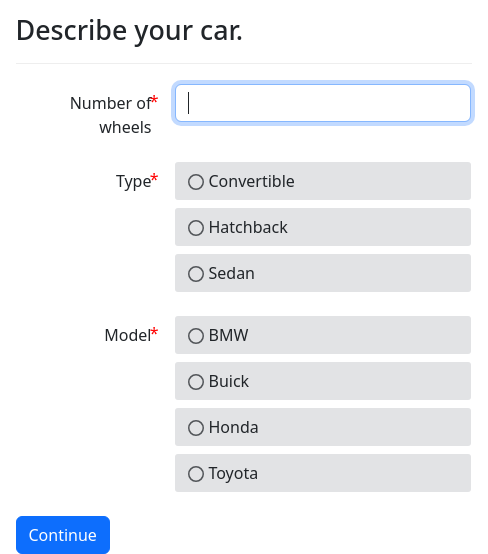 Describe your car.
Number of*
wheels
Type*
Convertible
Hatchback
Sedan
Model*
BMW
Buick
Honda
Toyota
Continue